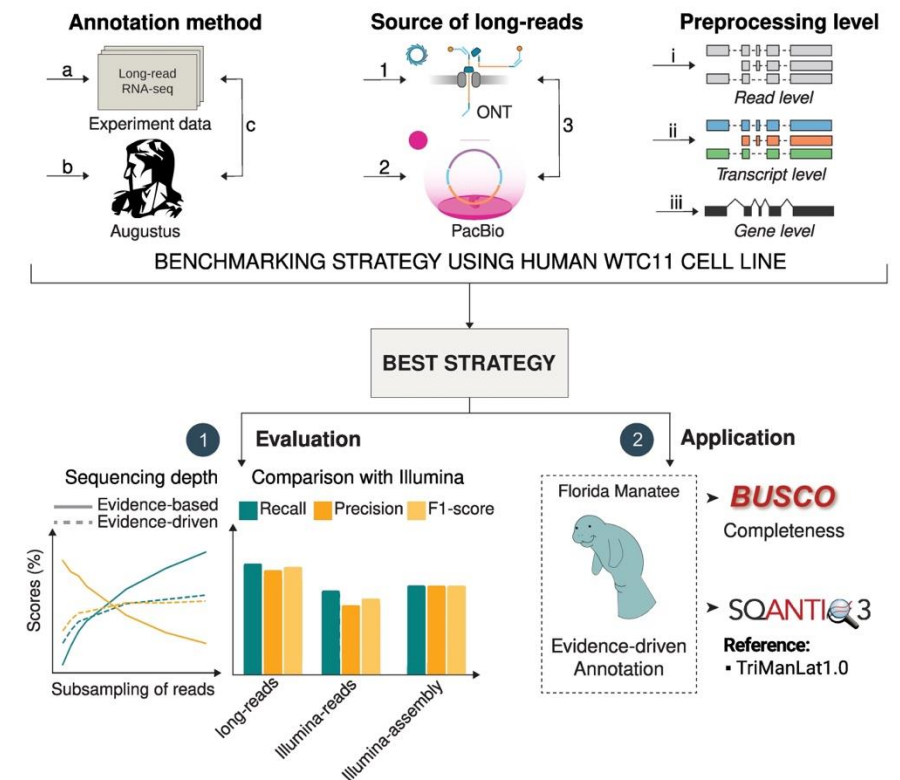 Annotation method
Source of long-reads
Preprocessing level
a
Long-read
RNA-seq
Experiment data
b
Augustus
c
1
ONT
2
PacBio
3
i
Read level
ii
Transcript level
iii
Gene level
BENCHMARKING STRATEGY USING HUMAN WTC11 CELL LINE
BEST STRATEGY
1
Evaluation
Sequencing depth
Evidence-based
Evidence-driven
Scores (%)
Subsampling of reads
Comparison with Illumina
Recall
Precision
F1-score
long-reads
Illumina-reads
Illumina-assembly
2
Application
Florida Manatee
Evidence-driven
Annotation
BUSCO
Completeness
SQANTI 3
Reference:
▪ TriManLat1.0